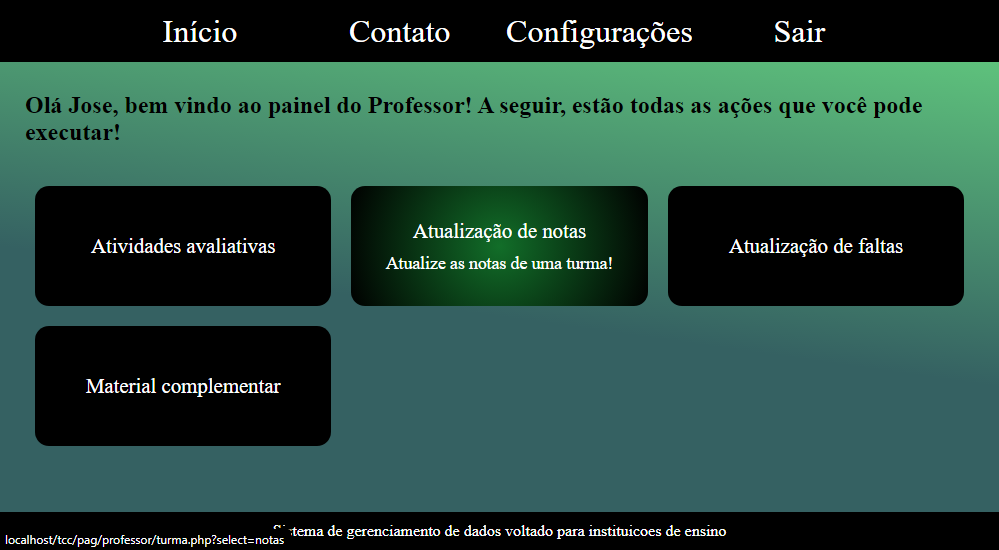 Início Contato Configurações Sair
Olá Jose, bem vindo ao painel do Professor! A seguir, estão todas as ações que você pode
executar!
Atividades avaliativas
Atualização de notas
Atualize as notas de uma turma!
Atualização de faltas
Material complementar
Sistema de gerenciamento de dados voltado para instituicoes de ensino
localhost/tcc/pag/professor/turma.php?select=notas